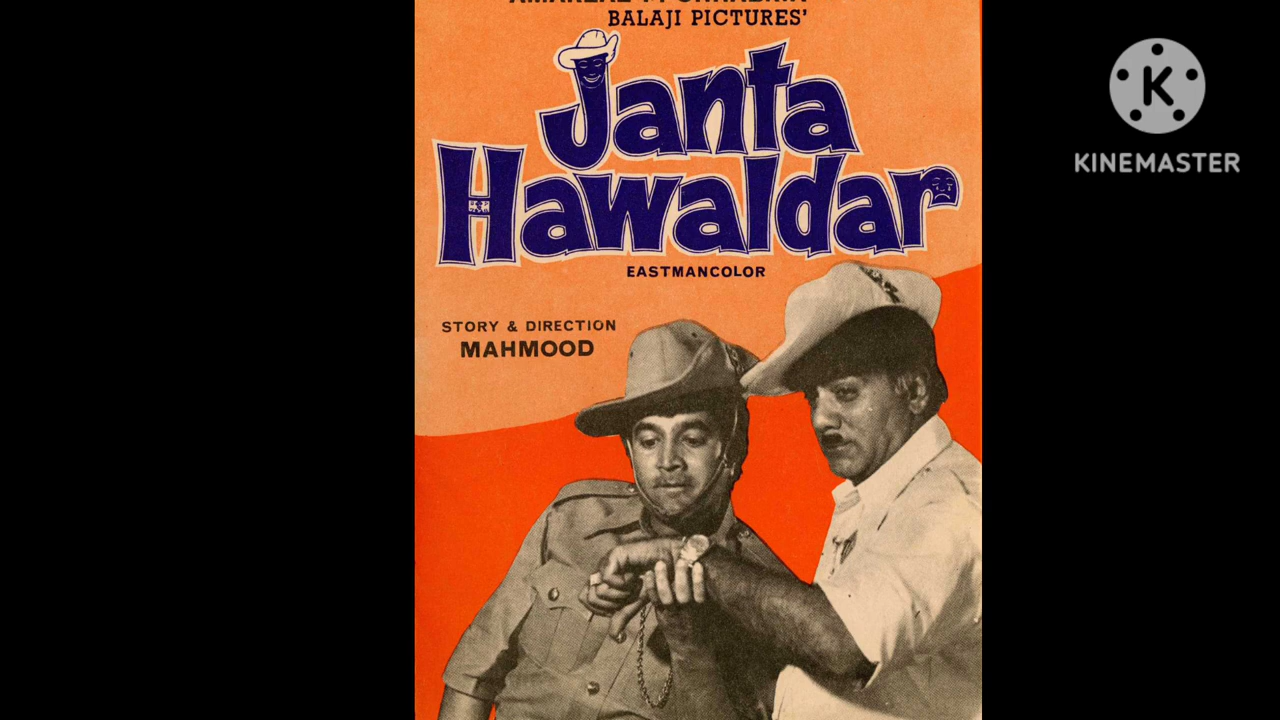 BALAJI PICTURES'
Janta
Hawaldar
EASTMANCOLOR
STORY & DIRECTION
MAHMOOD
K
KINEMASTER